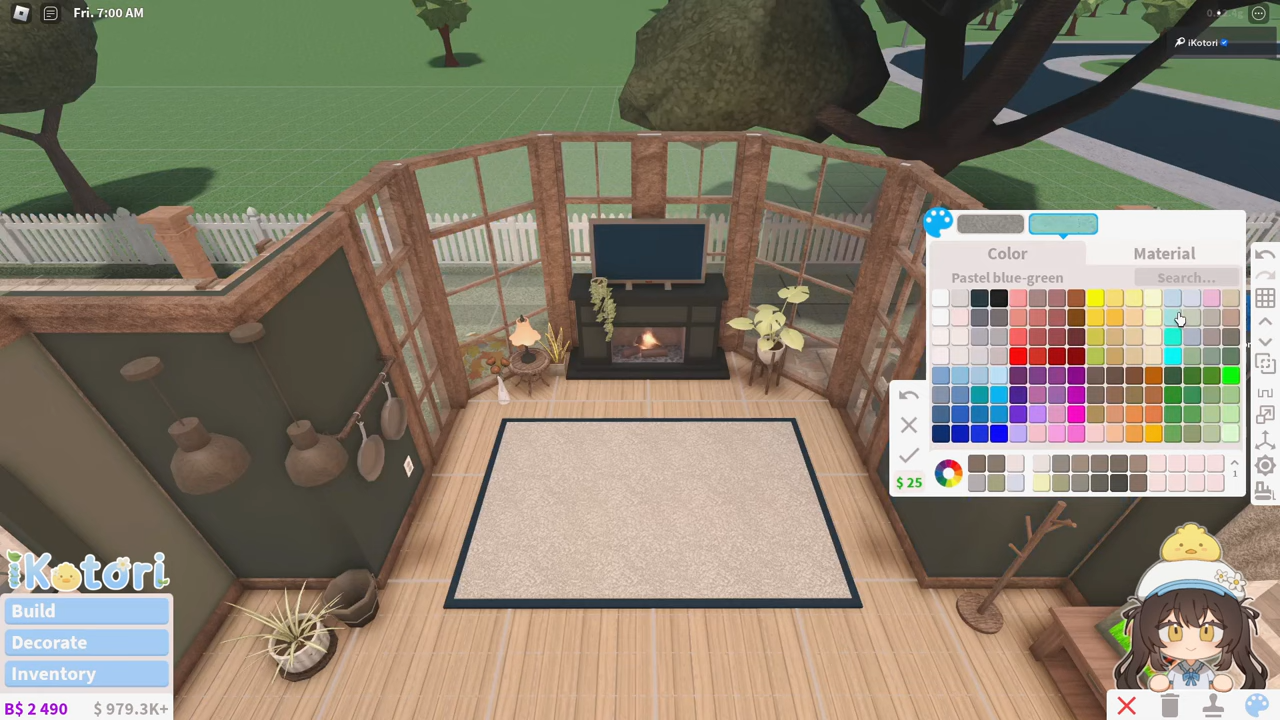 Fri. 7:00 AM
iKotori
Color
Material
Pastel blue-green
Search...
1
$ 25
iKotori
Build
Decorate
Inventory
B$ 2 490
$ 979.3K+